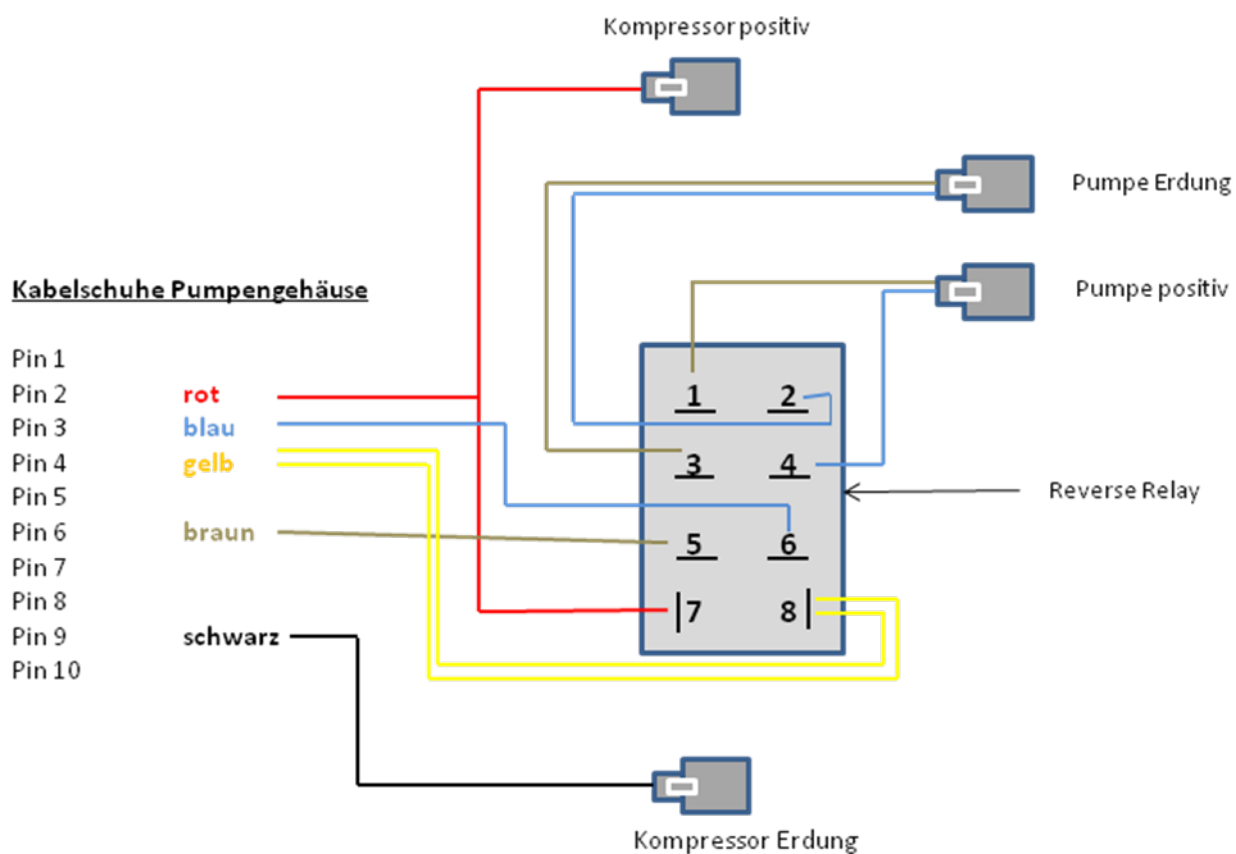 Kompressor positiv
Pumpe Erdung
Pumpe positiv
Kabelschuhe Pumpengehäuse
Pin 1
Pin 2 rot
Pin 3 blau
Pin 4 gelb
Pin 5
Pin 6 braun
Pin 7
Pin 8
Pin 9 schwarz
Pin 10
1 2
3 4
5 6
7 8
Reverse Relay
Kompressor Erdung